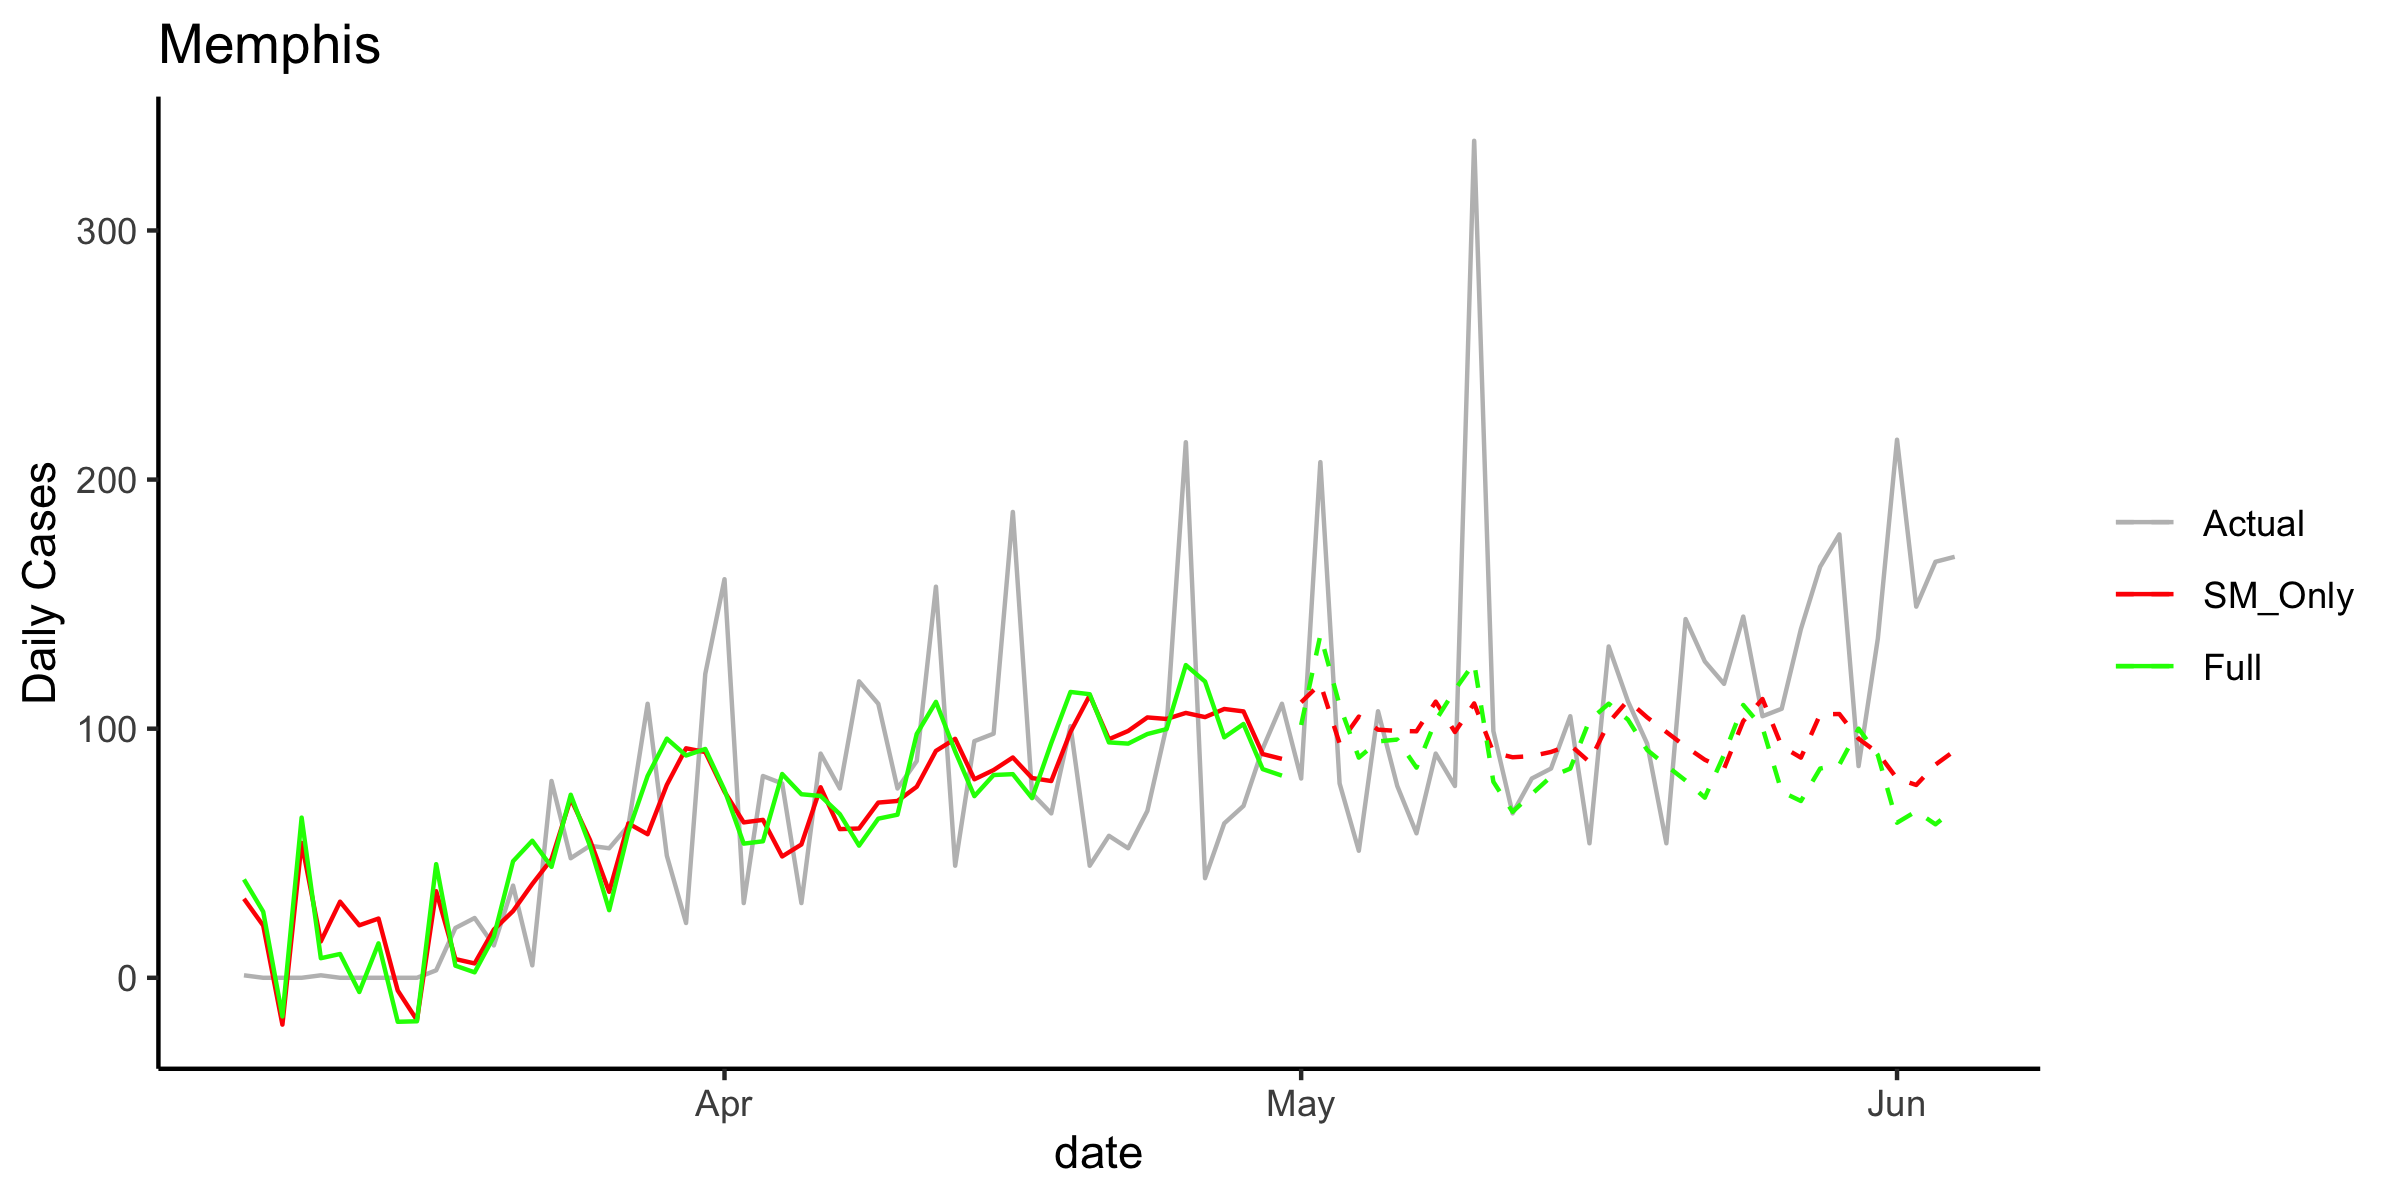 Memphis
Daily Cases
300
200
100
0
Apr
May
Jun
date
Actual
SM_Only
Full